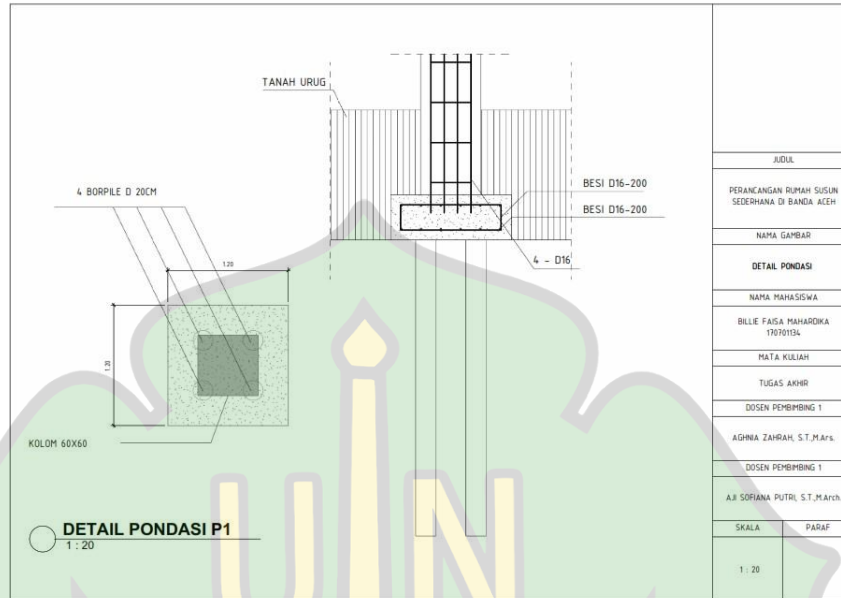 TANAH URUG
4 BORPILE D 20CM
BESI D16-200
BESI D16-200
4 - D16
1.20
1.20
KOLOM 60X60
DETAIL PONDASI P1
1 : 20
JUDUL
PERANCANGAN RUMAH SUSUN
SEDERHANA DI BANDA ACEH
NAMA GAMBAR
DETAIL PONDASI
NAMA MAHASISWA
BILLIE FAISA MAHARDIKA
170701134
MATA KULIAH
TUGAS AKHIR
DOSEN PEMBIMBING 1
AGHNIA ZAHRAH, S.T.,M.Ars.
DOSEN PEMBIMBING 1
AJI SOFIANA PUTRI, S.T.,M.Arch.
SKALA PARAF
1 : 20
UIN